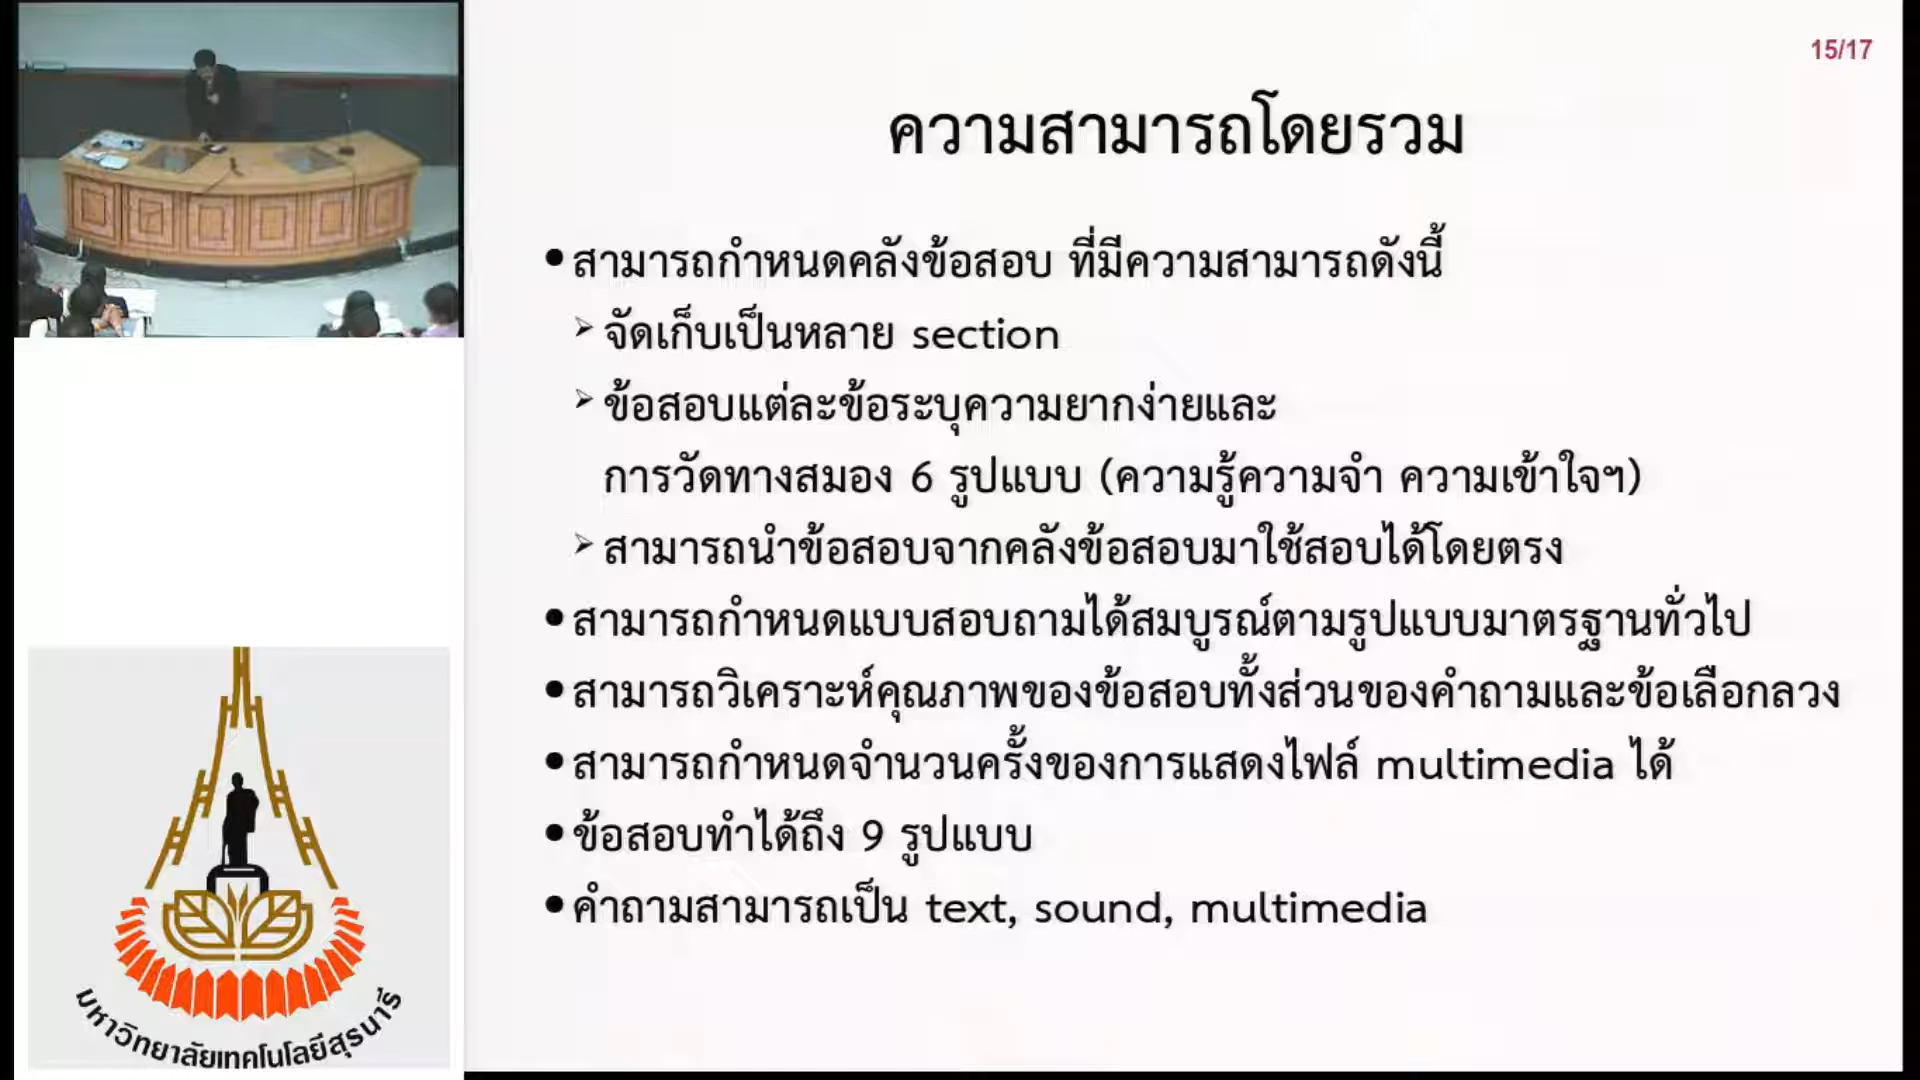 15/17
ความสามารถโดยรวม
•สามารถกำหนดคลังข้อสอบ ที่มีความสามารถดังนี้
➢จัดเก็บเป็นหลาย section
➢ข้อสอบแต่ละข้อระบุความยากง่ายและ
การวัดทางสมอง 6 รูปแบบ (ความรู้ความจำ ความเข้าใจฯ)
➢สามารถนำข้อสอบจากคลังข้อสอบมาใช้สอบได้โดยตรง
•สามารถกำหนดแบบสอบถามได้สมบูรณ์ตามรูปแบบมาตรฐานทั่วไป
•สามารถวิเคราะห์คุณภาพของข้อสอบทั้งส่วนของคำถามและข้อเลือกลวง
•สามารถกำหนดจำนวนครั้งของการแสดงไฟล์ multimedia ได้
•ข้อสอบทำได้ถึง 9 รูปแบบ
•คำถามสามารถเป็น text, sound, multimedia
มหาวิทยาลัยเทคโนโลยีสุรนารี